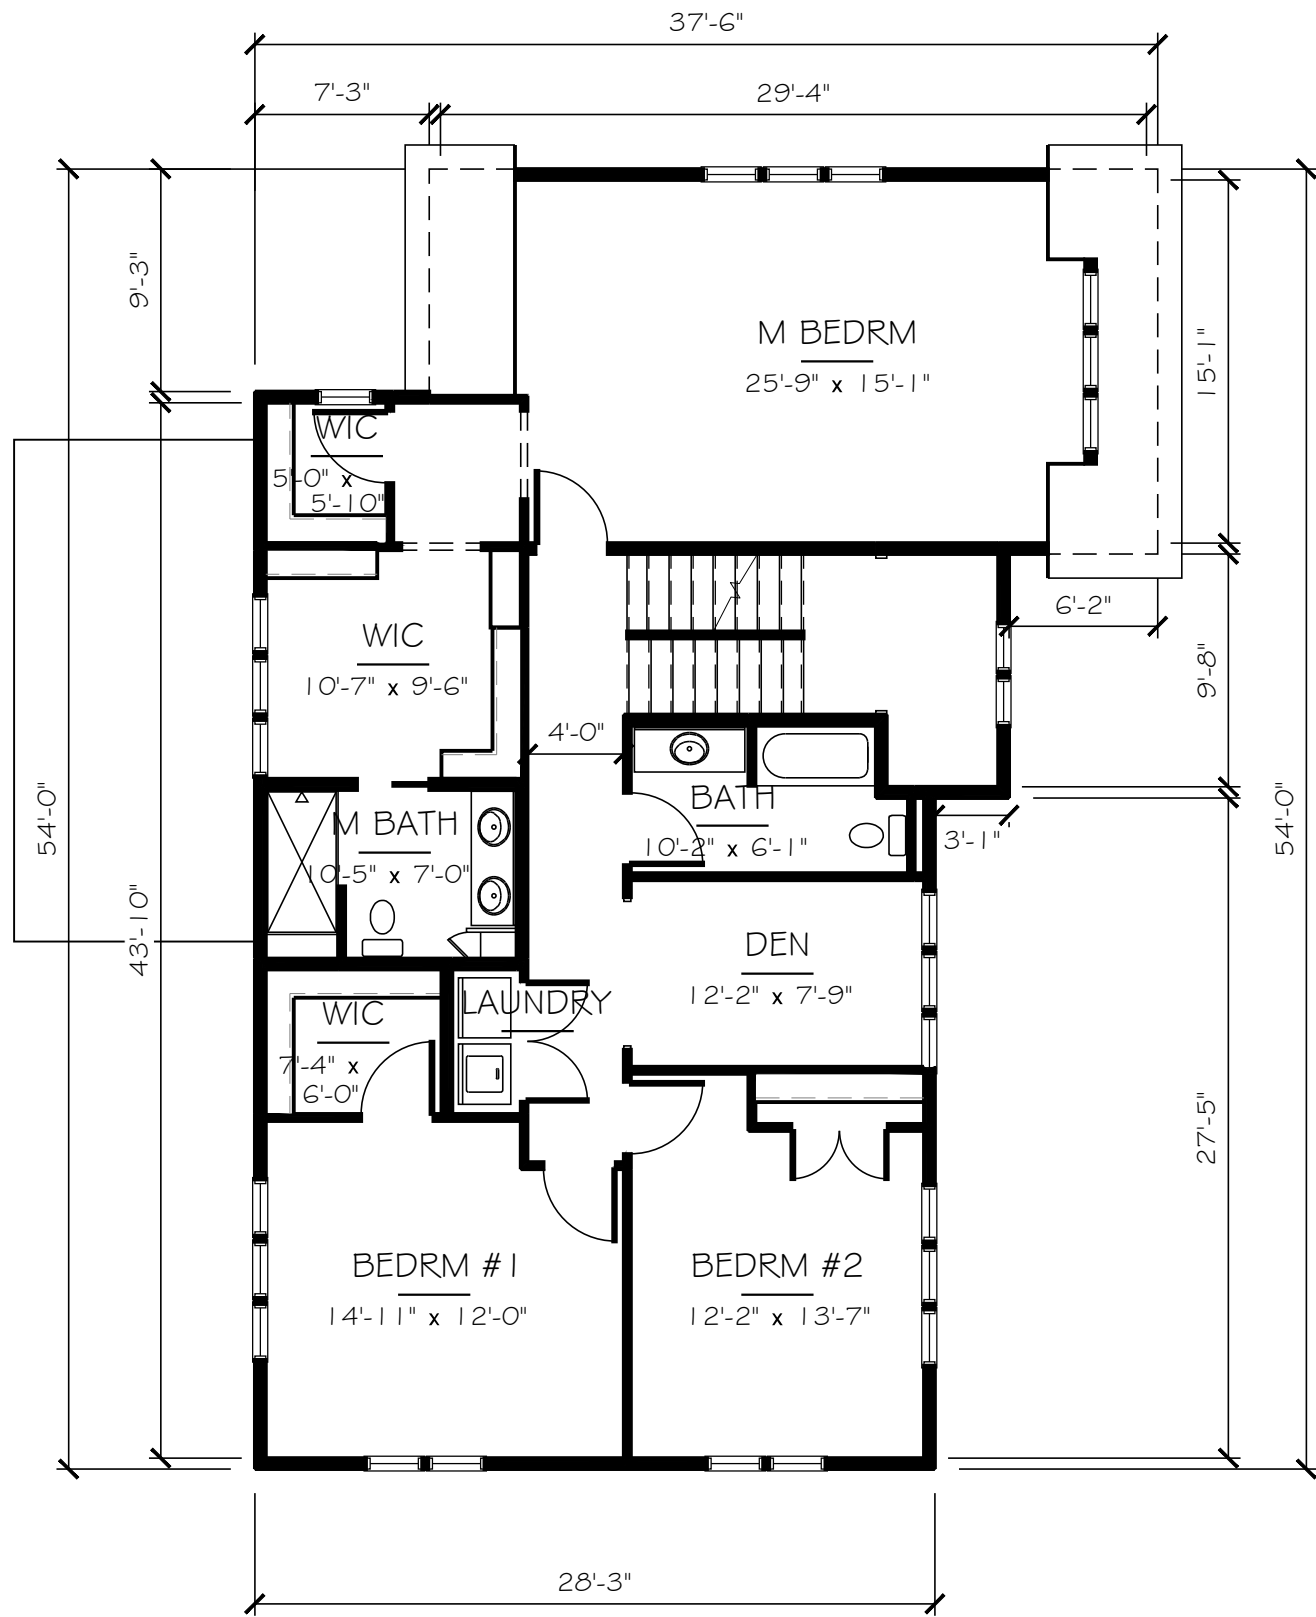 37'-6"
7'-3"
29'-4"
9'-3"
M BEDRM
25'-9" x 15'-1"
15'-1"
WIC
5'-0" x
5'-10"
6'-2"
WIC
10'-7" x 9'-6"
9'-8"
4'-0"
BATH
10'-2" x 6'-1"
3'-1"
54'-0"
54'-0"
M BATH
10'-5" x 7'-0"
43'-10"
DEN
12'-2" x 7'-9"
LAUNDRY
WIC
7'-4" x
6'-0"
27'-5"
BEDRM #1
14'-11" x 12'-0"
BEDRM #2
12'-2" x 13'-7"
28'-3"